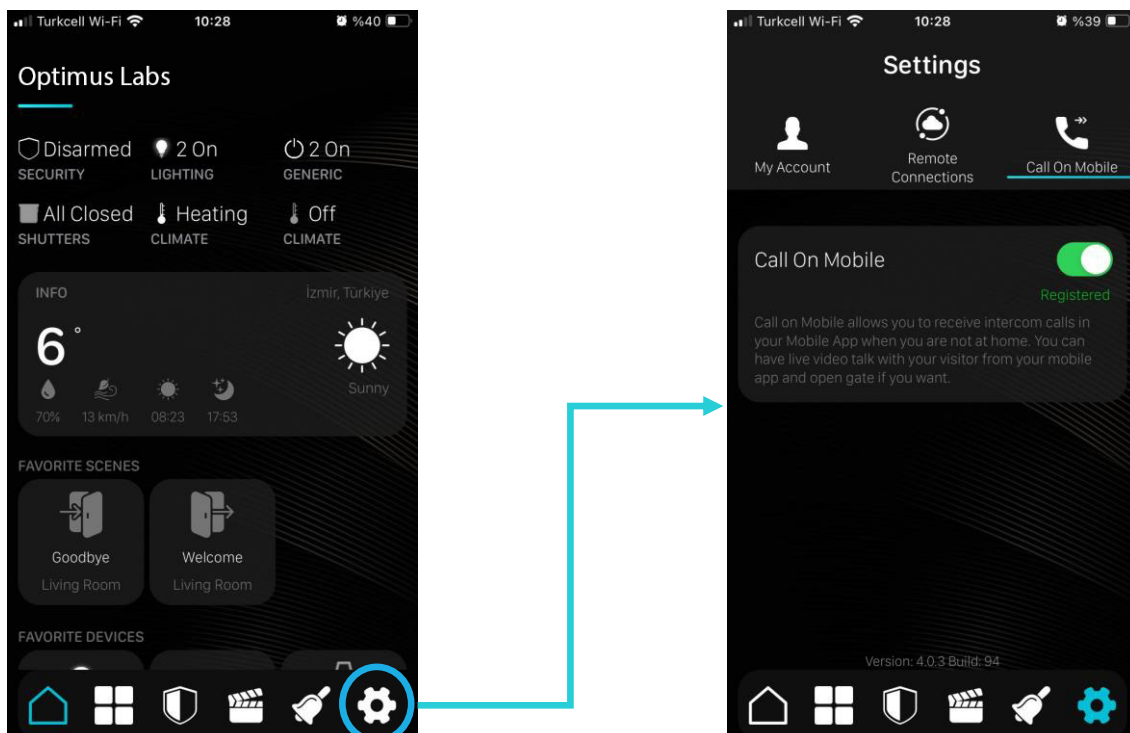 Turkcell Wi-Fi 10:28 %40
Optimus Labs
Disarmed 2 On 2 On
SECURITY LIGHTING GENERIC
All Closed Heating Off
SHUTTERS CLIMATE CLIMATE
INFO İzmir, Türkiye
6°
Sunny
70% 13 km/h 08:23 17:53
FAVORITE SCENES
Goodbye Welcome
Living Room Living Room
FAVORITE DEVICES
Turkcell Wi-Fi 10:28 %39
Settings
My Account
Remote
Connections
Call On Mobile
Call On Mobile
Registered
Call on Mobile allows you to receive intercom calls in
your Mobile App when you are not at home. You can
have live video talk with your visitor from your mobile
app and open gate if you want.
Version: 4.0.3 Build: 94